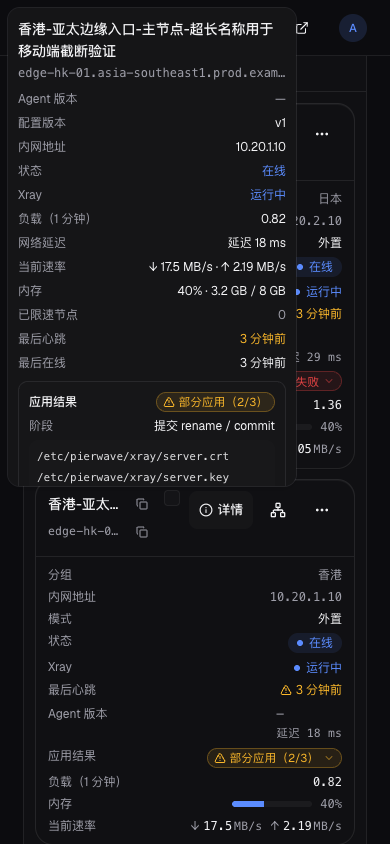 香港-亚太边缘入口-主节点-超长名称用于
移动端截断验证
edge-hk-01.asia-southeast1.prod.exam…
A
Agent 版本 —
配置版本 v1
内网地址 10.20.1.10
状态 在线
Xray 运行中
负载（1 分钟） 0.82
网络延迟 延迟 18 ms
当前速率 ↓ 17.5 MB/s · ↑ 2.19 MB/s
内存 40% · 3.2 GB / 8 GB
已限速节点 0
最后心跳 3 分钟前
最后在线 3 分钟前
应用结果 部分应用（2/3）
阶段 提交 rename / commit
/etc/pierwave/xray/server.crt
/etc/pierwave/xray/server.key
日本
20.2.10
外置
在线
运行中
3 分钟前
29 ms
失败
1.36
40%
05MB/s
香港-亚太… 详情
edge-hk-0…
分组 香港
内网地址 10.20.1.10
模式 外置
状态 在线
Xray 运行中
最后心跳 3 分钟前
Agent 版本 —
延迟 18 ms
应用结果 部分应用（2/3）
负载（1 分钟） 0.82
内存 40%
当前速率 ↓ 17.5MB/s ↑ 2.19MB/s